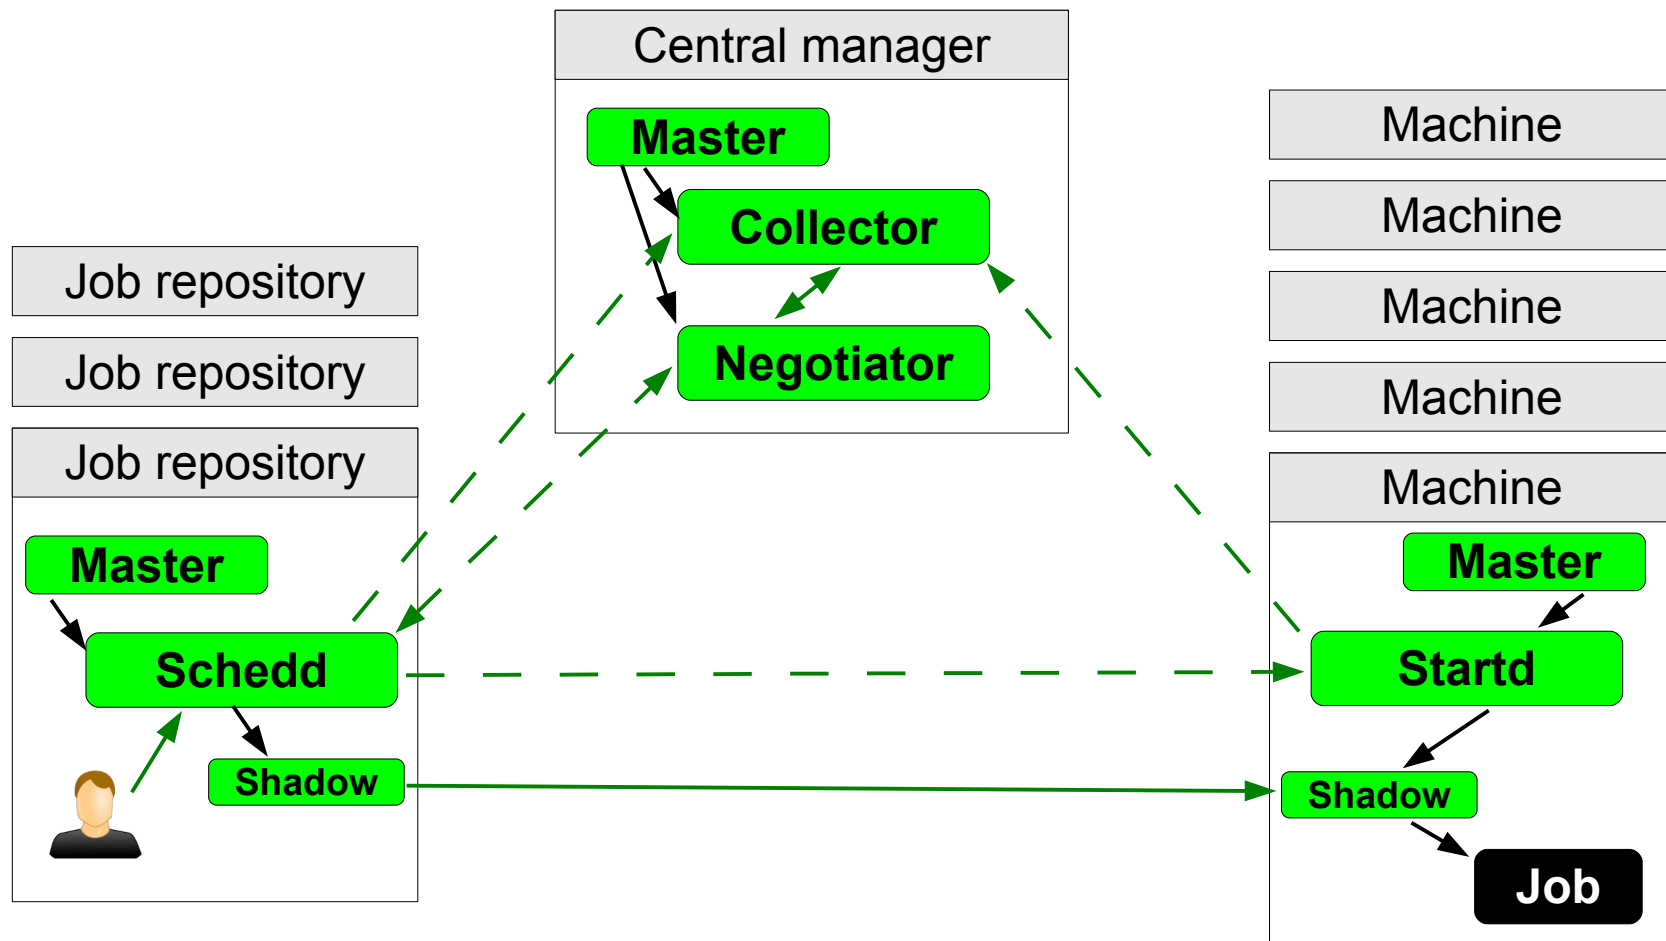 Central manager
Master
Collector
Negotiator
Job repository
Job repository
Job repository
Master
Schedd
Shadow
Machine
Machine
Machine
Machine
Machine
Master
Startd
Shadow
Job